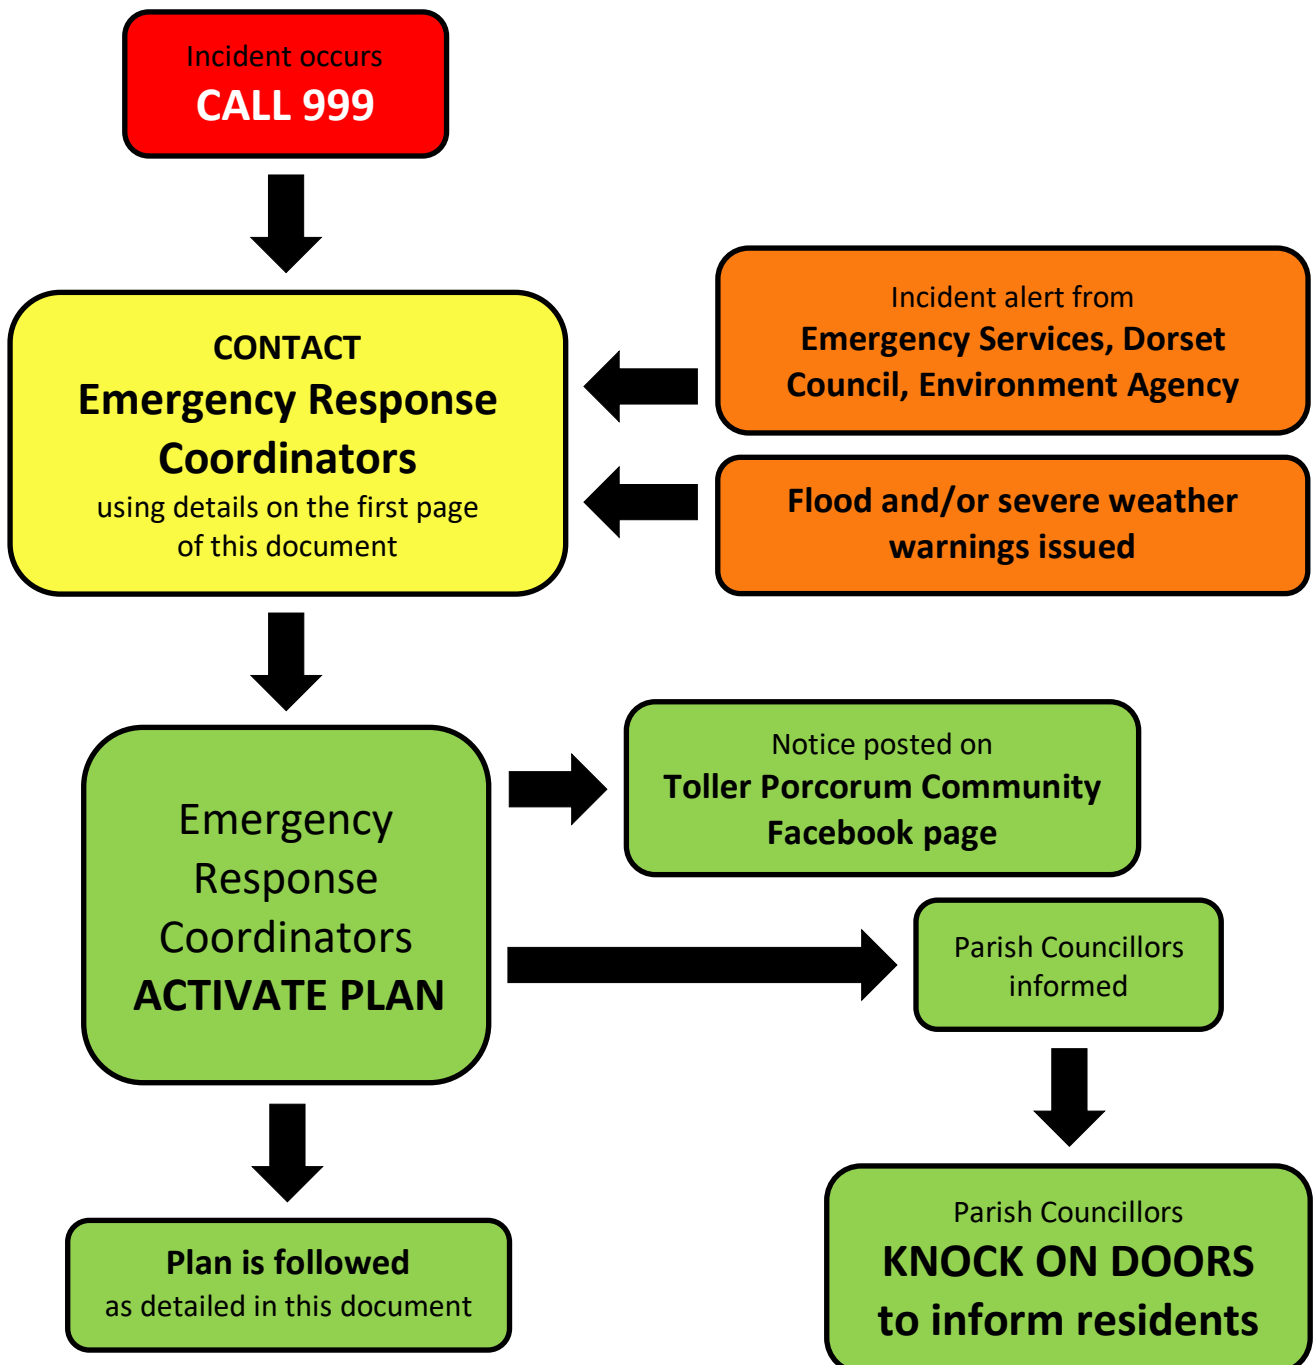 Incident occurs
CALL 999
CONTACT
Emergency Response
Coordinators
using details on the first page
of this document
Incident alert from
Emergency Services, Dorset
Council, Environment Agency
Flood and/or severe weather
warnings issued
Emergency
Response
Coordinators
ACTIVATE PLAN
Notice posted on
Toller Porcorum Community
Facebook page
Parish Councillors
informed
Plan is followed
as detailed in this document
Parish Councillors
KNOCK ON DOORS
to inform residents